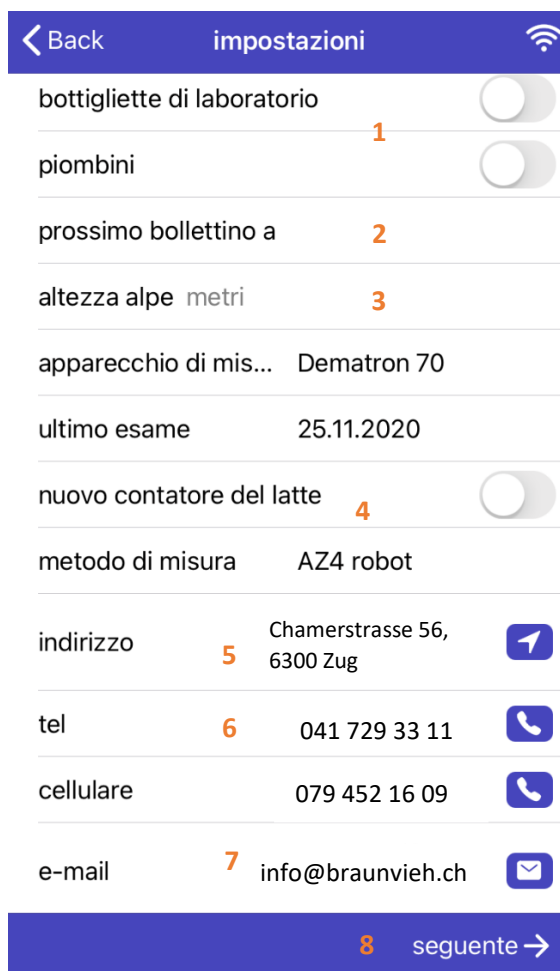 Back impostazioni
bottigliette di laboratorio
1
piombini
prossimo bollettino a 2
altezza alpe metri 3
apparecchio di mis... Dematron 70
ultimo esame 25.11.2020
nuovo contatore del latte
4
metodo di misura AZ4 robot
indirizzo 5 Chamerstrasse 56,
6300 Zug
tel 6 041 729 33 11
cellulare 079 452 16 09
e-mail 7 info@braunvieh.ch
8 seguente →